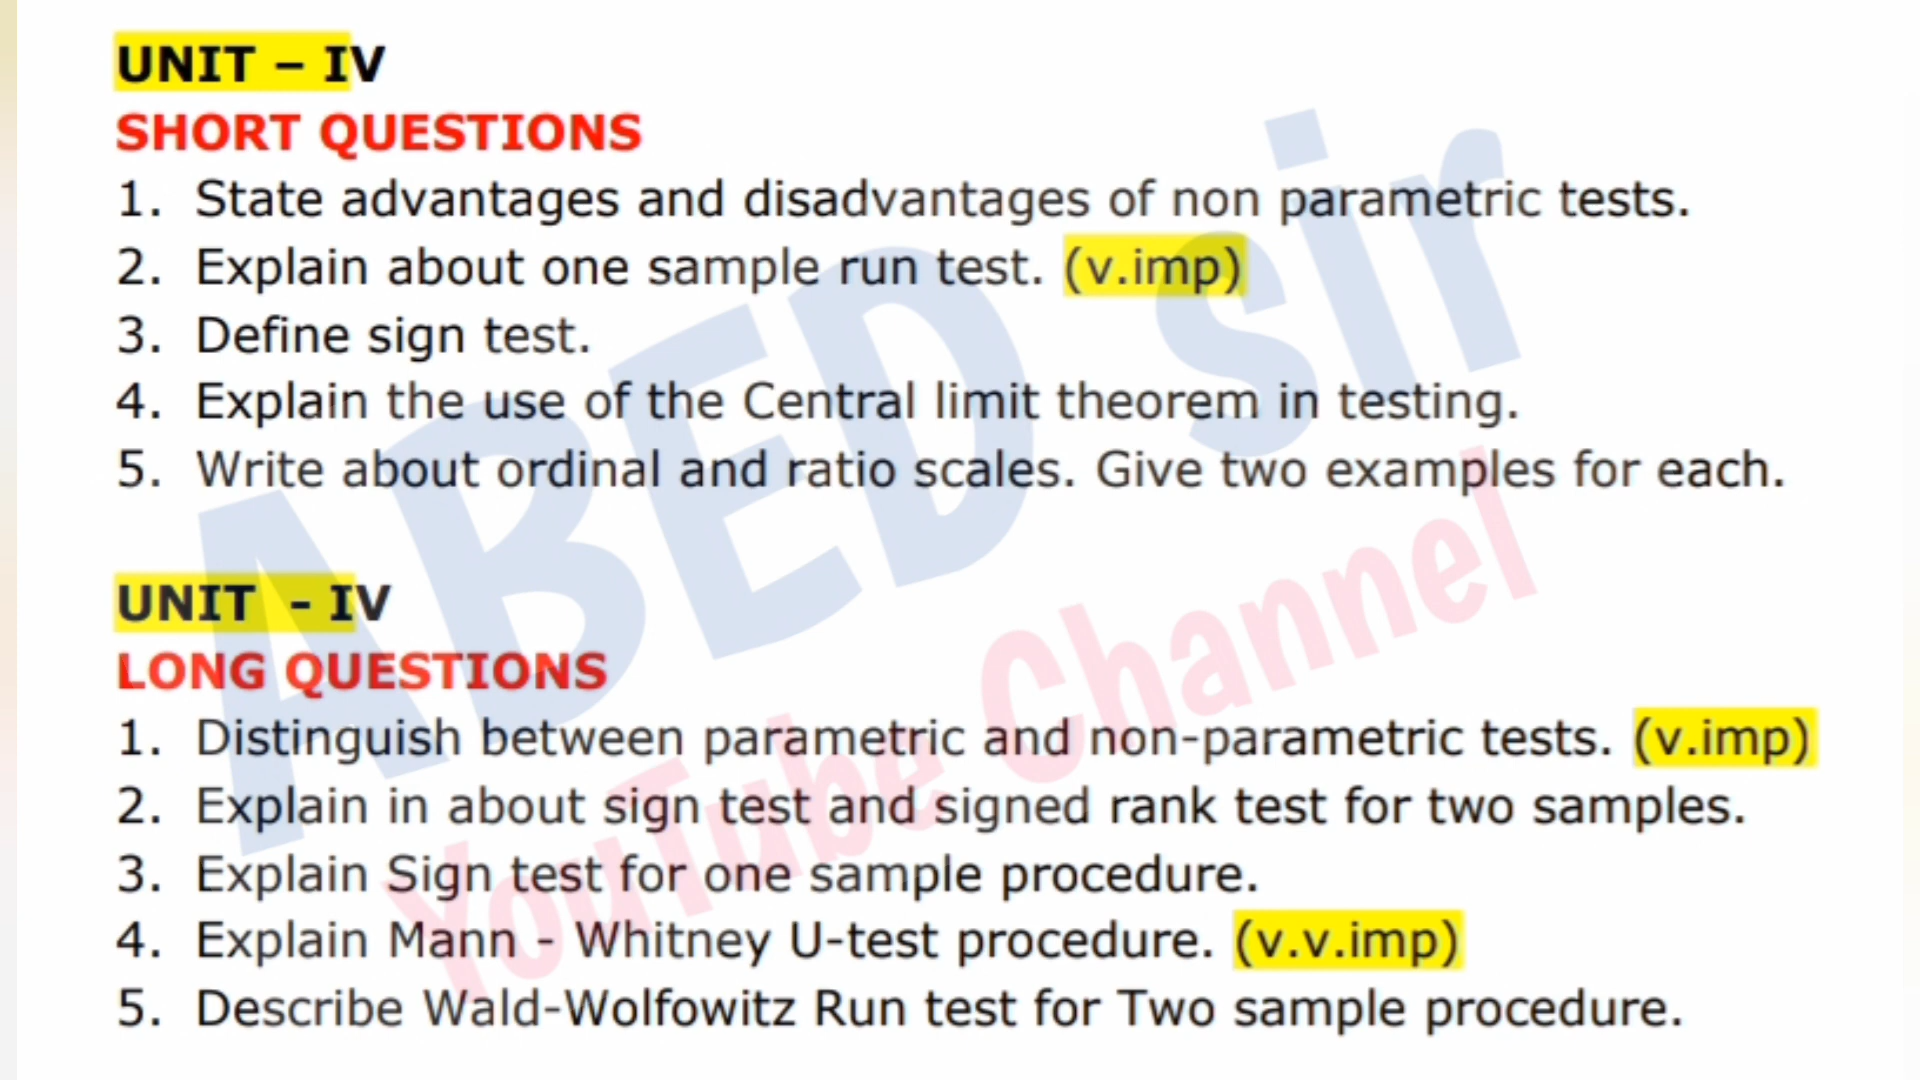 UNIT – IV
SHORT QUESTIONS
1. State advantages and disadvantages of non parametric tests.
2. Explain about one sample run test. (v.imp)
3. Define sign test.
4. Explain the use of the Central limit theorem in testing.
5. Write about ordinal and ratio scales. Give two examples for each.
UNIT - IV
LONG QUESTIONS
1. Distinguish between parametric and non-parametric tests. (v.imp)
2. Explain in about sign test and signed rank test for two samples.
3. Explain Sign test for one sample procedure.
4. Explain Mann - Whitney U-test procedure. (v.v.imp)
5. Describe Wald-Wolfowitz Run test for Two sample procedure.
ABED sir
YouTube Channel